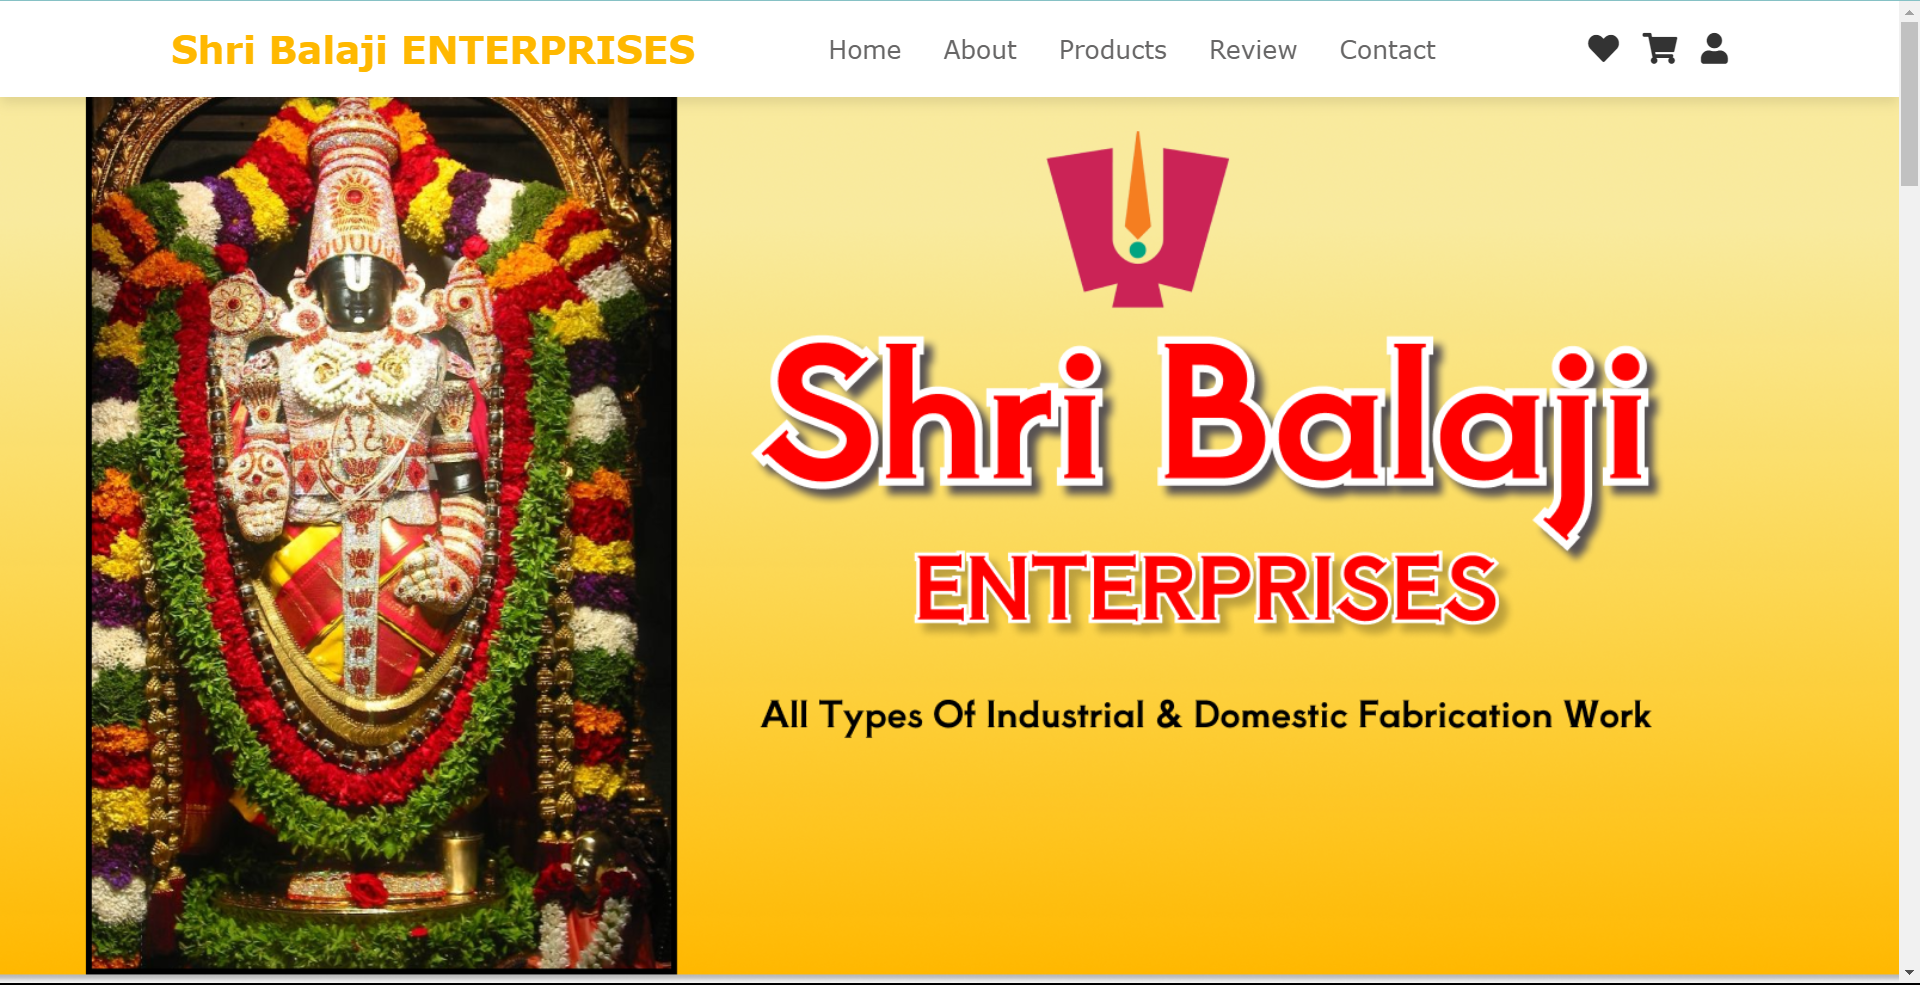 Shri Balaji ENTERPRISES
Home About Products Review Contact
Shri Balaji
ENTERPRISES
All Types Of Industrial & Domestic Fabrication Work